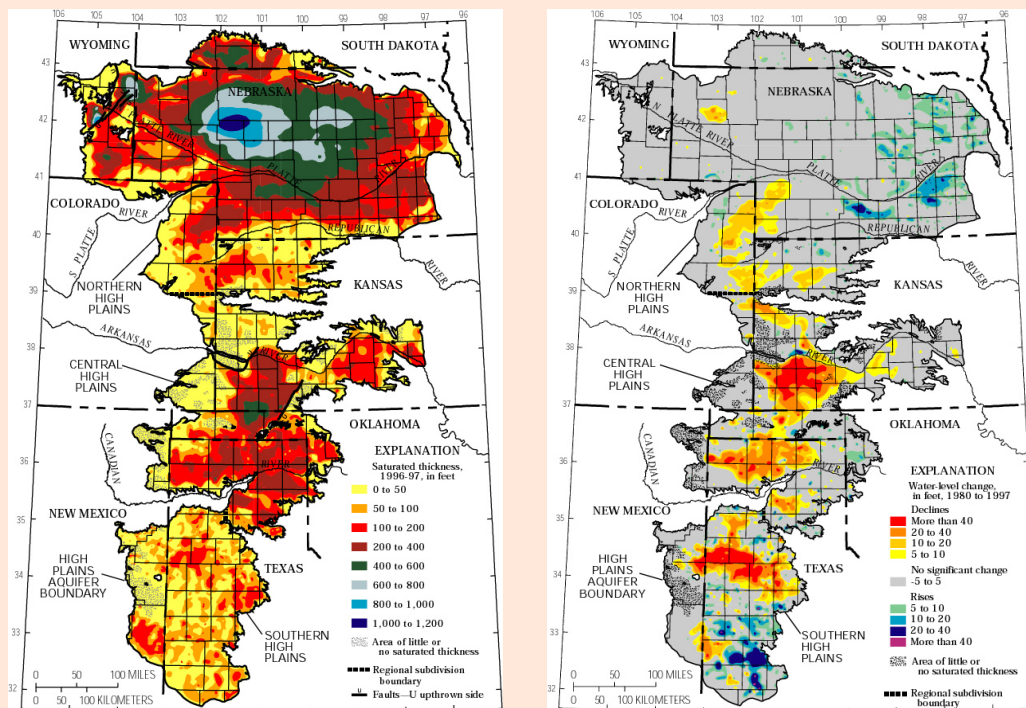 106 105 104 103 102 101 100 99 98 97 96
WYOMING
SOUTH DAKOTA
43
NEBRASKA
42
N. PLATTE RIVER
PLATTE
RIVER
41
COLORADO
RIVER
S. PLATTE
REPUBLICAN
RIVER
40
NORTHERN
HIGH
PLAINS
KANSAS
39
ARKANSAS
RIVER
38
CENTRAL
HIGH
PLAINS
37
OKLAHOMA
CANADIAN
RIVER
36
EXPLANATION
Saturated thickness,
1996-97, in feet
0 to 50
50 to 100
100 to 200
200 to 400
400 to 600
600 to 800
800 to 1,000
1,000 to 1,200
Area of little or
no saturated thickness
Regional subdivision
boundary
Faults—U upthrown side
35
NEW MEXICO
HIGH
PLAINS
AQUIFER
BOUNDARY
TEXAS
34
33
SOUTHERN
HIGH
PLAINS
32
0 50 100 MILES
0 50 100 KILOMETERS
106 105 104 103 102 101 100 99 98 97 96
WYOMING
SOUTH DAKOTA
43
NEBRASKA
42
N. PLATTE RIVER
PLATTE
RIVER
41
COLORADO
RIVER
S. PLATTE
REPUBLICAN
RIVER
40
NORTHERN
HIGH
PLAINS
KANSAS
39
ARKANSAS
RIVER
38
CENTRAL
HIGH
PLAINS
37
OKLAHOMA
CANADIAN
RIVER
36
EXPLANATION
Water-level change,
in feet, 1980 to 1997
Declines
More than 40
20 to 40
10 to 20
5 to 10
No significant change
-5 to 5
Rises
5 to 10
10 to 20
20 to 40
More than 40
Area of little or
no saturated thickness
Regional subdivision
boundary
35
NEW MEXICO
HIGH
PLAINS
AQUIFER
BOUNDARY
TEXAS
34
33
SOUTHERN
HIGH
PLAINS
32
0 50 100 MILES
0 50 100 KILOMETERS